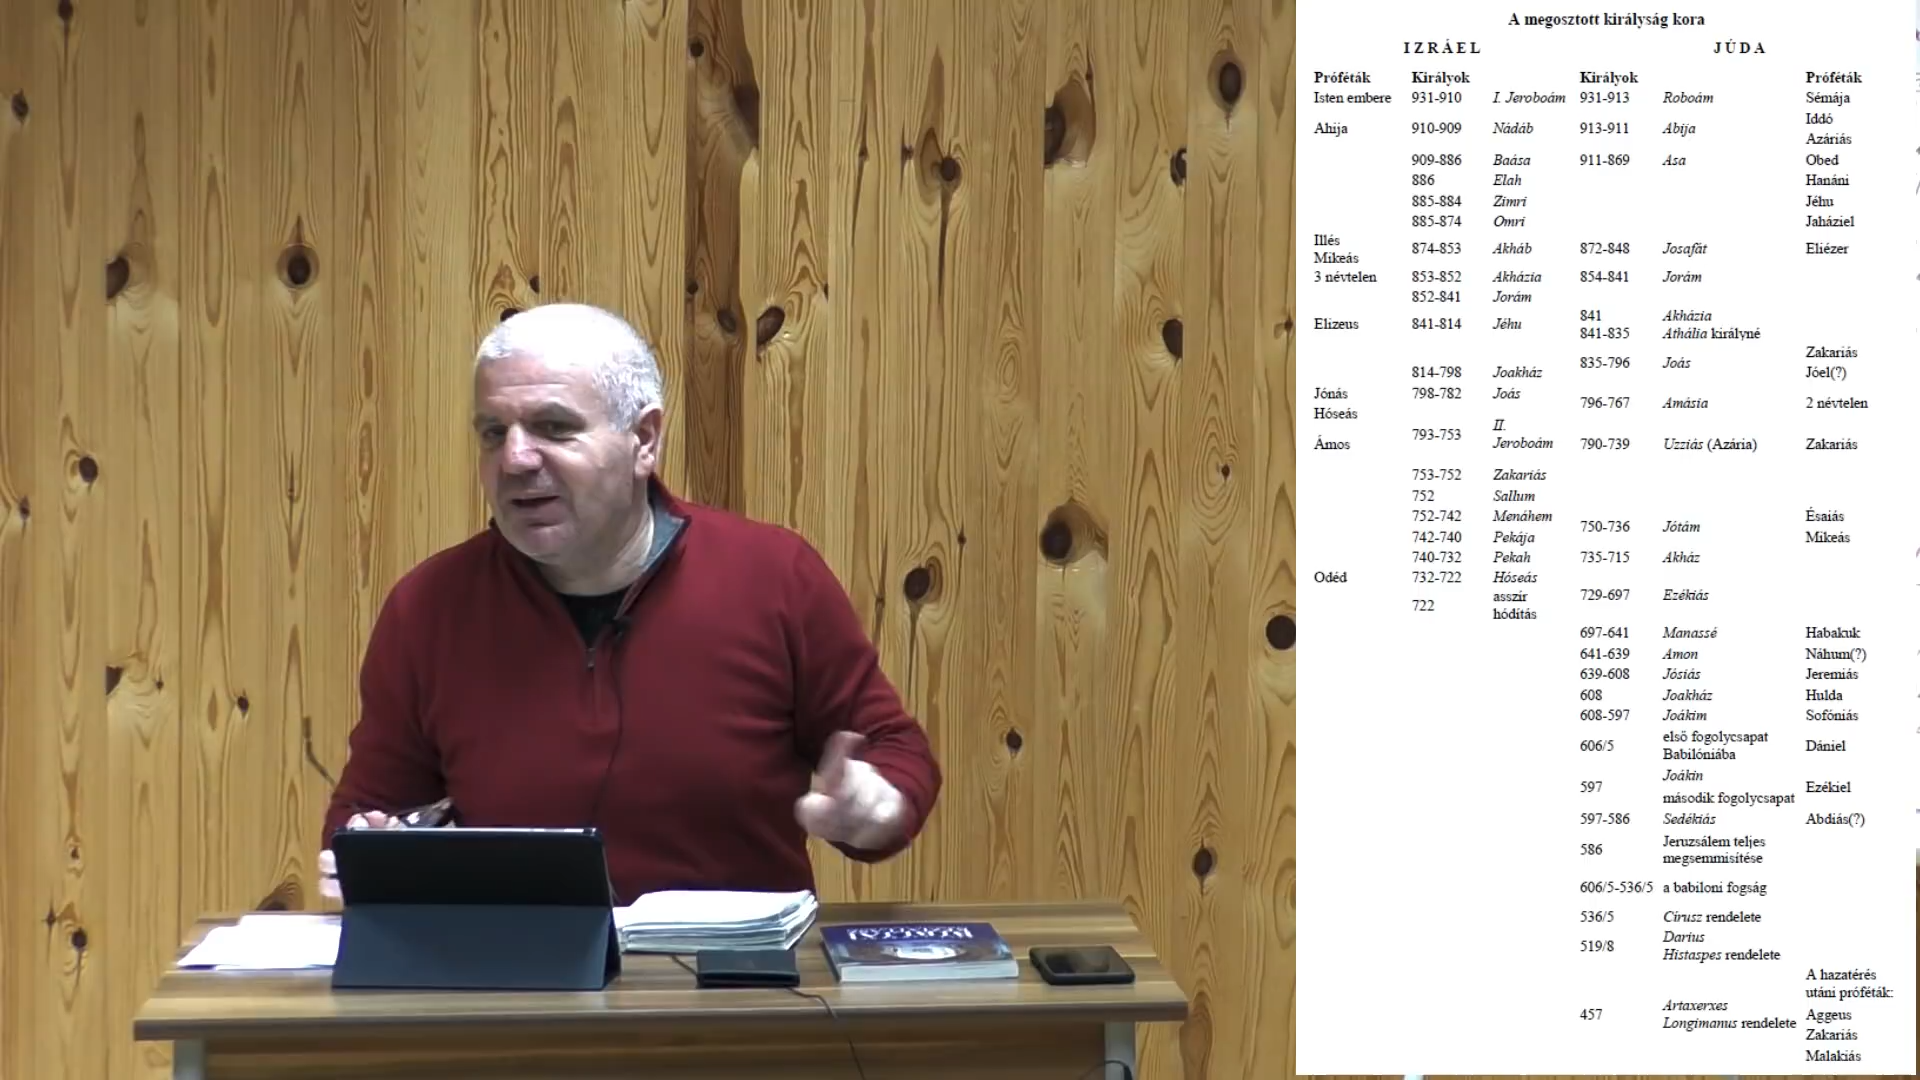 A megosztott királyság kora
IZRÁEL JÚDA
Próféták Királyok Királyok Próféták
Isten embere 931-910 I. Jeroboám 931-913 Roboám Sémája
Iddó
Ahija 910-909 Nádáb 913-911 Abija
Azáriás
909-886 Baása 911-869 Asa Obed
886 Elah Hanáni
885-884 Zimri Jéhu
885-874 Omri Jaháziel
Illés
Mikeás 874-853 Akháb 872-848 Josafát Eliézer
3 névtelen 853-852 Akházia 854-841 Jorám
852-841 Jorám
841 Akházia
Elizeus 841-814 Jéhu
841-835 Athália királyné
Zakariás
835-796 Joás
814-798 Joakház Jóel(?)
Jónás 798-782 Joás
796-767 Amásia 2 névtelen
Hóseás
II.
793-753 Jeroboám
Ámos 790-739 Uzziás (Azária) Zakariás
753-752 Zakariás
752 Sallum
752-742 Menáhem Ésaiás
750-736 Jótám
742-740 Pekája Mikeás
740-732 Pekah 735-715 Akház
Odéd 732-722 Hóseás
729-697 Ezékiás
722 asszír
hódítás
697-641 Manassé Habakuk
641-639 Amon Náhum(?)
639-608 Jósiás Jeremiás
608 Joakház Hulda
608-597 Joákim Sofóniás
606/5 első fogolycsapat
Babilóniába Dániel
Joákin
597 Ezékiel
második fogolycsapat
597-586 Sedékiás Abdiás(?)
586 Jeruzsálem teljes
megsemmisítése
606/5-536/5 a babiloni fogság
536/5 Círusz rendelete
519/8 Darius
Histaspes rendelete
A hazatérés
utáni próféták:
457 Artaxerxes
Longimanus rendelete Aggeus
Zakariás
Malakiás